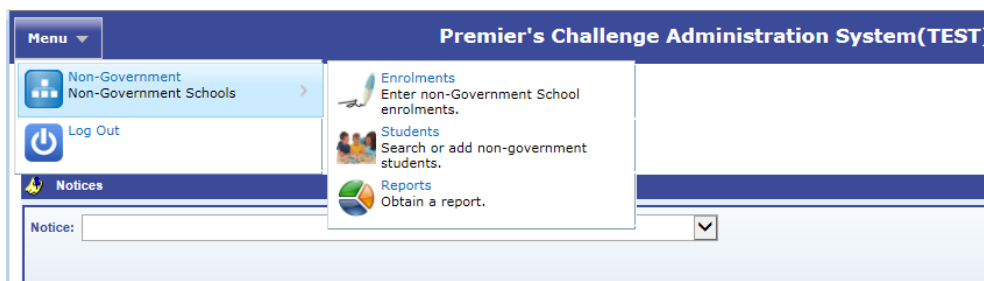 Menu
Premier's Challenge Administration System(TEST)
Non-Government
Non-Government Schools
Log Out
Enrolments
Enter non-Government School
enrolments.
Students
Search or add non-government
students.
Reports
Obtain a report.
Notices
Notice: